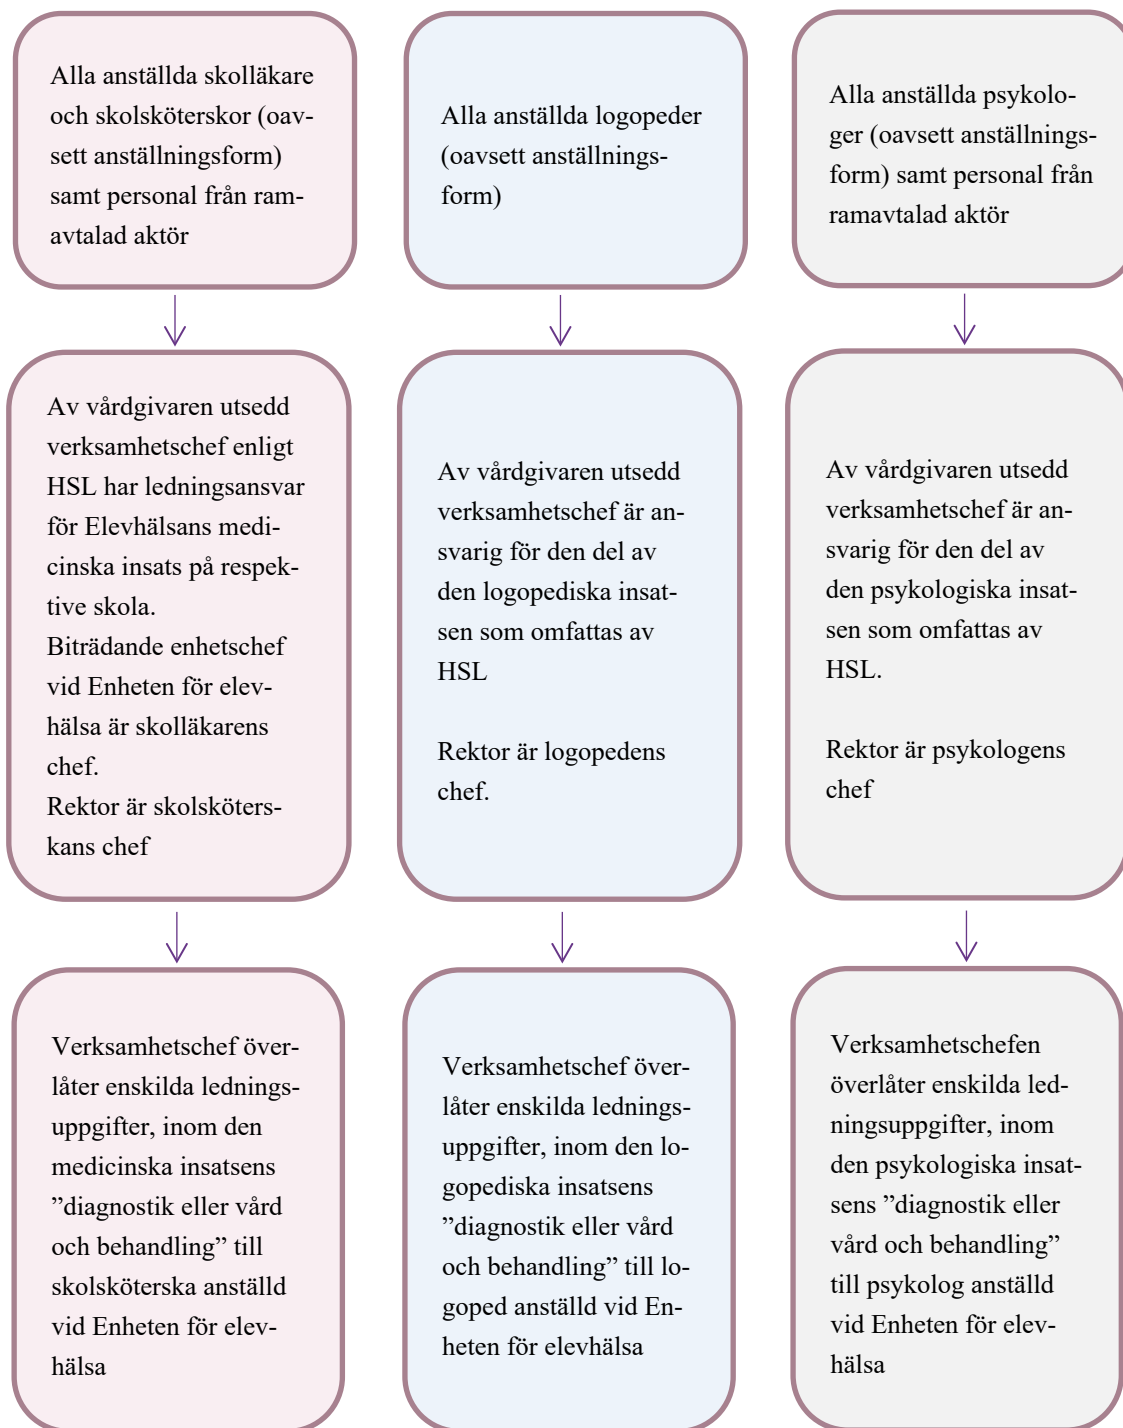 Alla anställda skolläkare
och skolsköterskor (oav-
sett anställningsform)
samt personal från ram-
avtalad aktör
Alla anställda logopeder
(oavsett anställnings-
form)
Alla anställda psykolo-
ger (oavsett anställnings-
form) samt personal från
ramavtalad aktör
Av vårdgivaren utsedd
verksamhetschef enligt
HSL har ledningsansvar
för Elevhälsans medi-
cinska insats på respek-
tive skola.
Biträdande enhetschef
vid Enheten för elev-
hälsa är skolläkarens
chef.
Rektor är skolsköters-
kans chef
Av vårdgivaren utsedd
verksamhetschef är an-
svarig för den del av
den logopediska insat-
sen som omfattas av
HSL
Rektor är logopedens
chef.
Av vårdgivaren utsedd
verksamhetschef är an-
svarig för den del av
den psykologiska insat-
sen som omfattas av
HSL.
Rektor är psykologens
chef
Verksamhetschef över-
låter enskilda lednings-
uppgifter, inom den
medicinska insatsens
”diagnostik eller vård
och behandling” till
skolsköterska anställd
vid Enheten för elev-
hälsa
Verksamhetschef över-
låter enskilda lednings-
uppgifter, inom den lo-
gopediska insatsens
”diagnostik eller vård
och behandling” till lo-
goped anställd vid En-
heten för elevhälsa
Verksamhetschefen
överlåter enskilda led-
ningsuppgifter, inom
den psykologiska insat-
sens ”diagnostik eller
vård och behandling”
till psykolog anställd
vid Enheten för elev-
hälsa